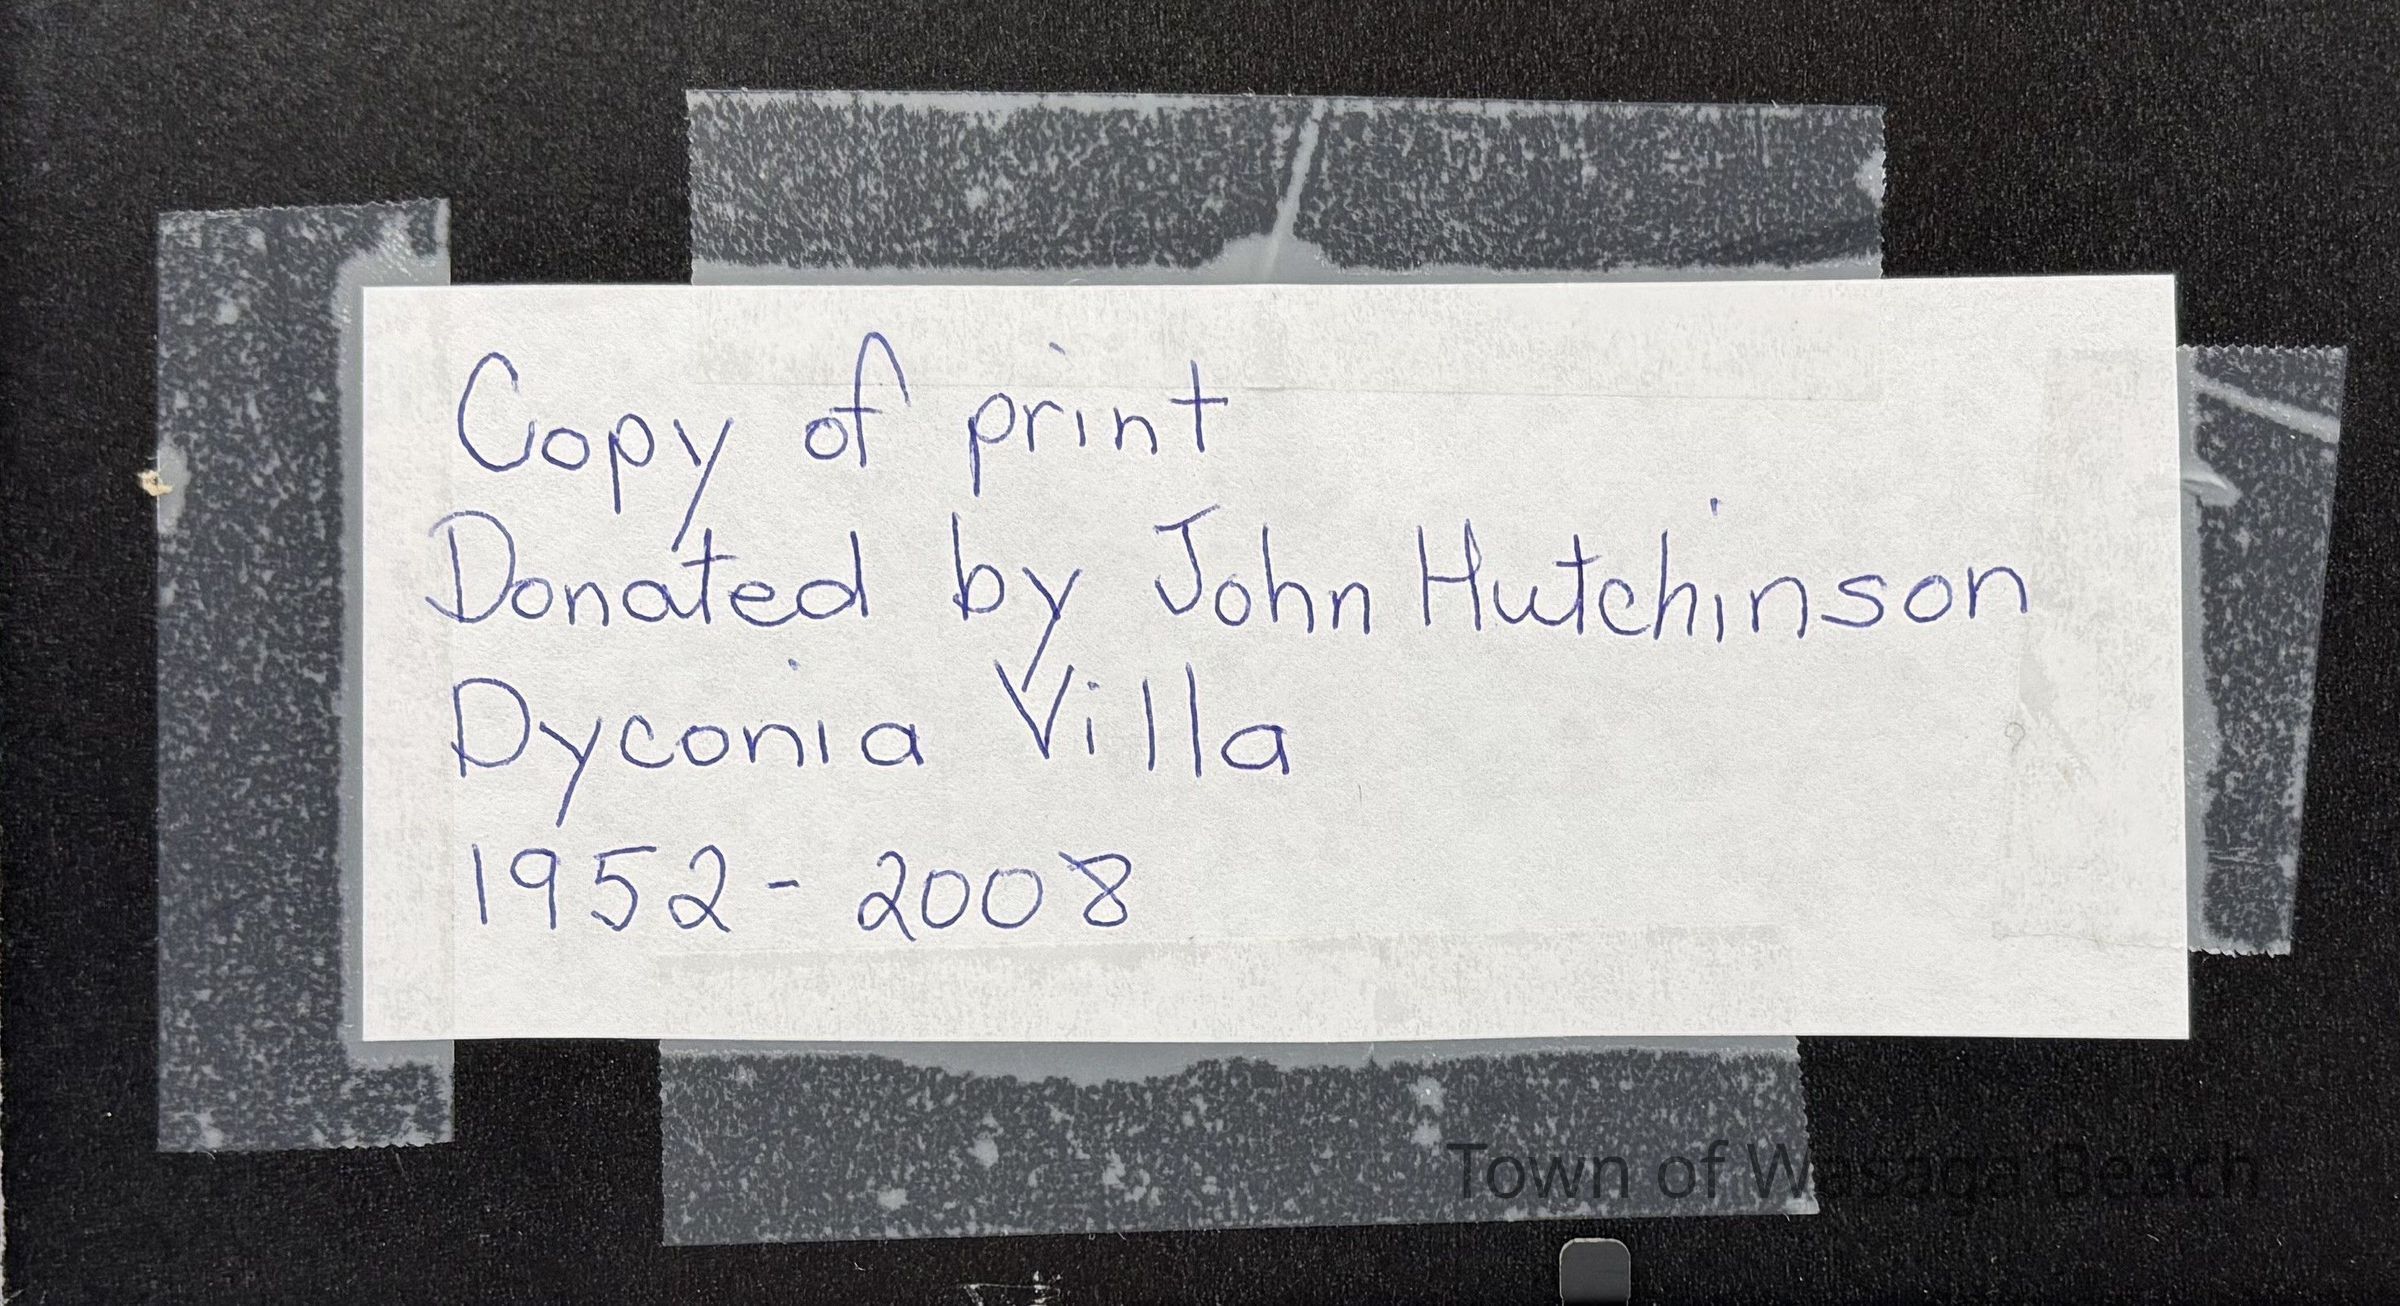 Copy of print
Donated by John Hutchinson
Dyconia Villa
1952 - 2008
Town of Wasaga Beach